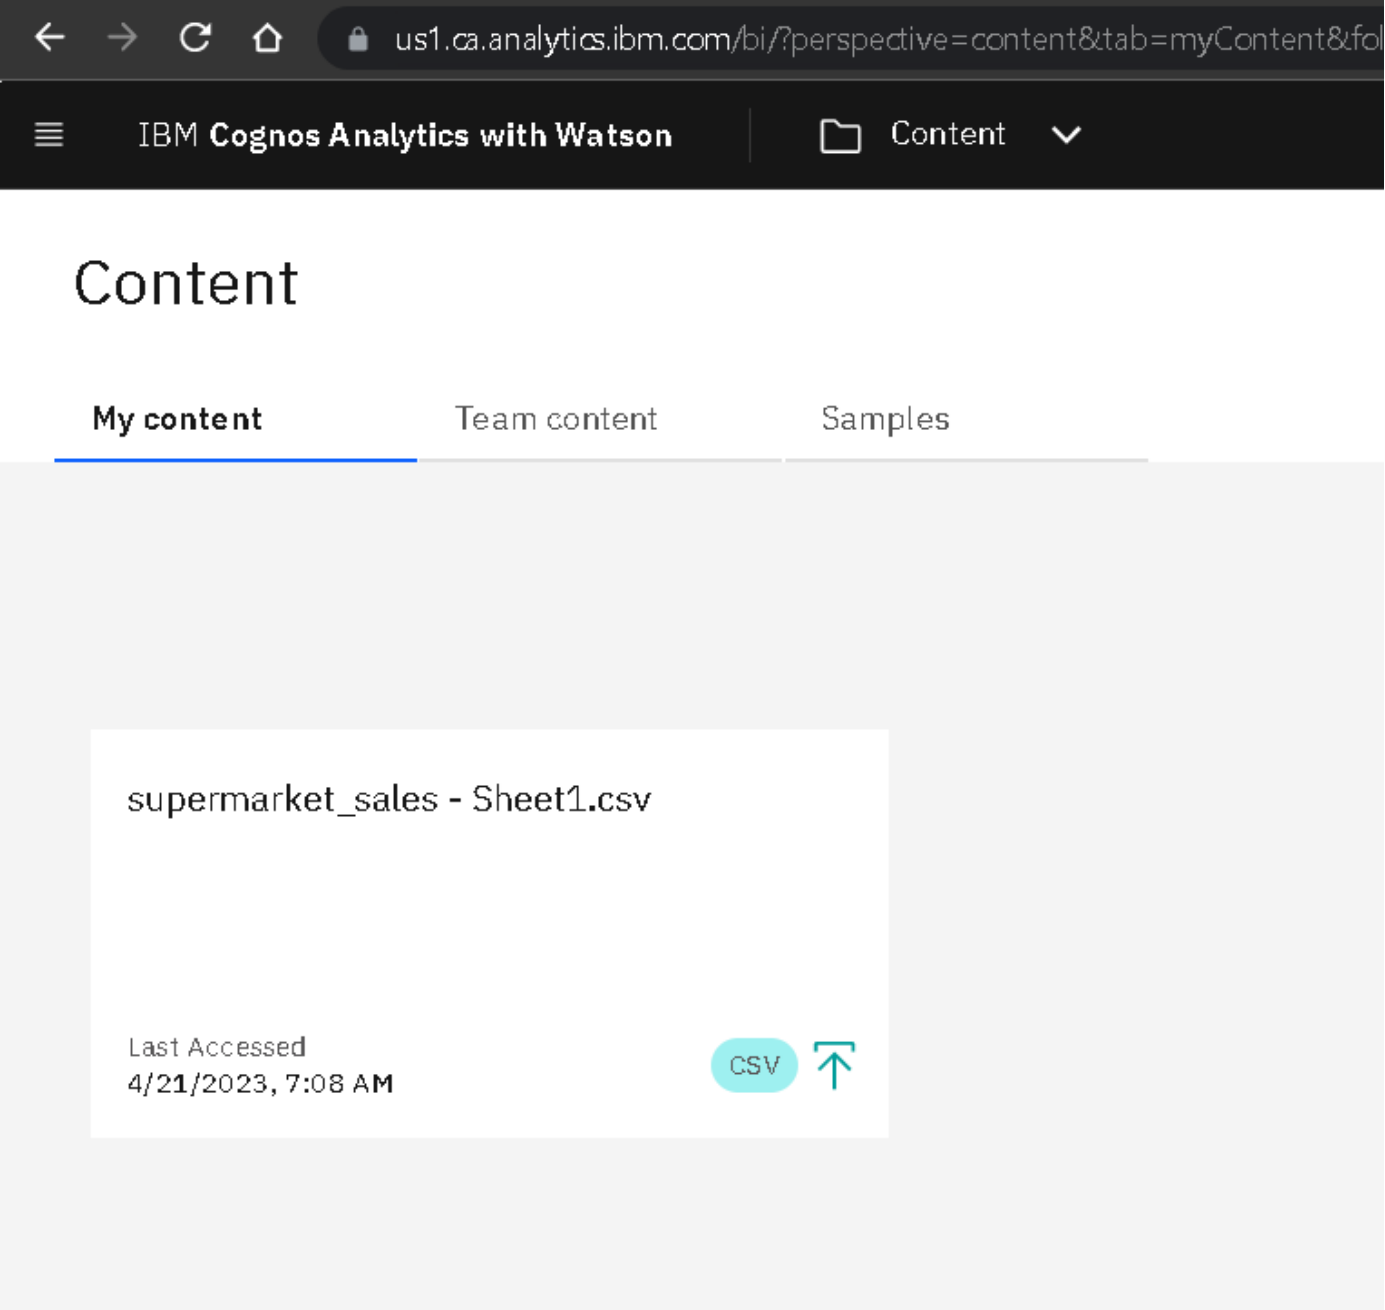 us1.ca.analytics.ibm.com/bi/?perspective=content&tab=myContent&fol
IBM Cognos Analytics with Watson
Content
Content
My content
Team content
Samples
supermarket_sales - Sheet1.csv
Last Accessed
4/21/2023, 7:08 AM
CSV